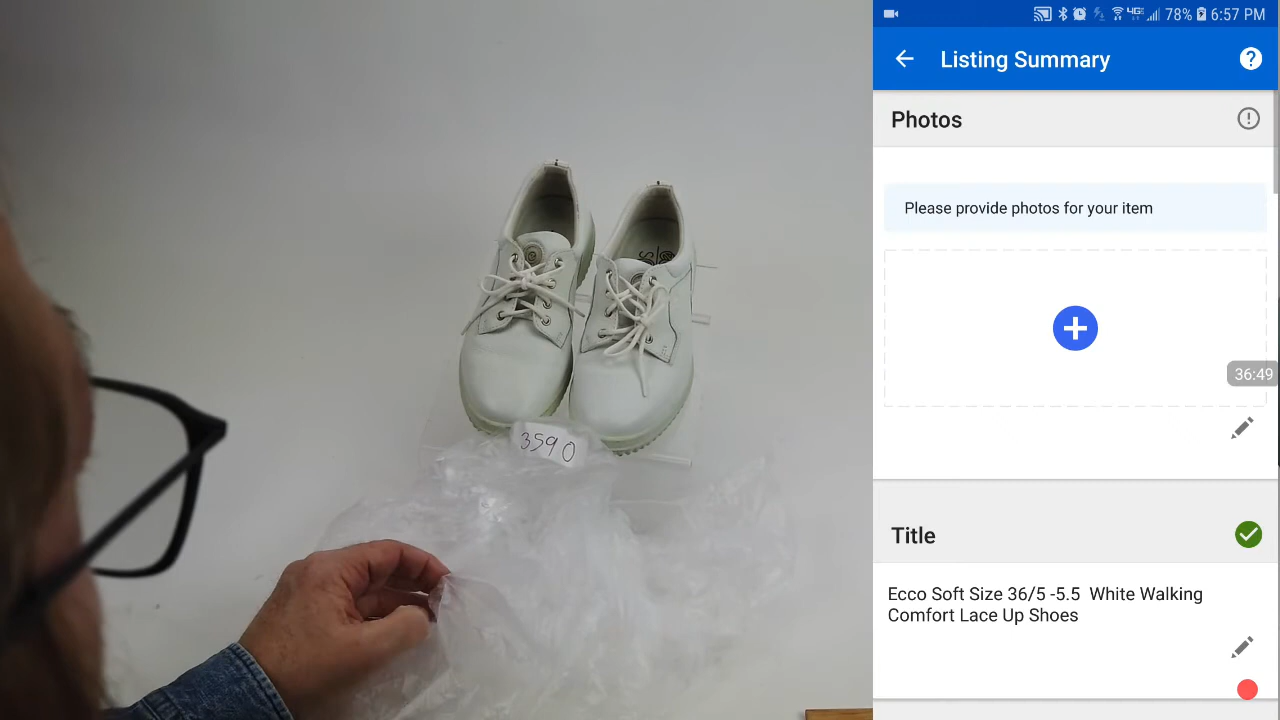 3590
4G
78%
6:57 PM
Listing Summary
?
Photos
Please provide photos for your item
36:49
Title
Ecco Soft Size 36/5 -5.5 White Walking
Comfort Lace Up Shoes